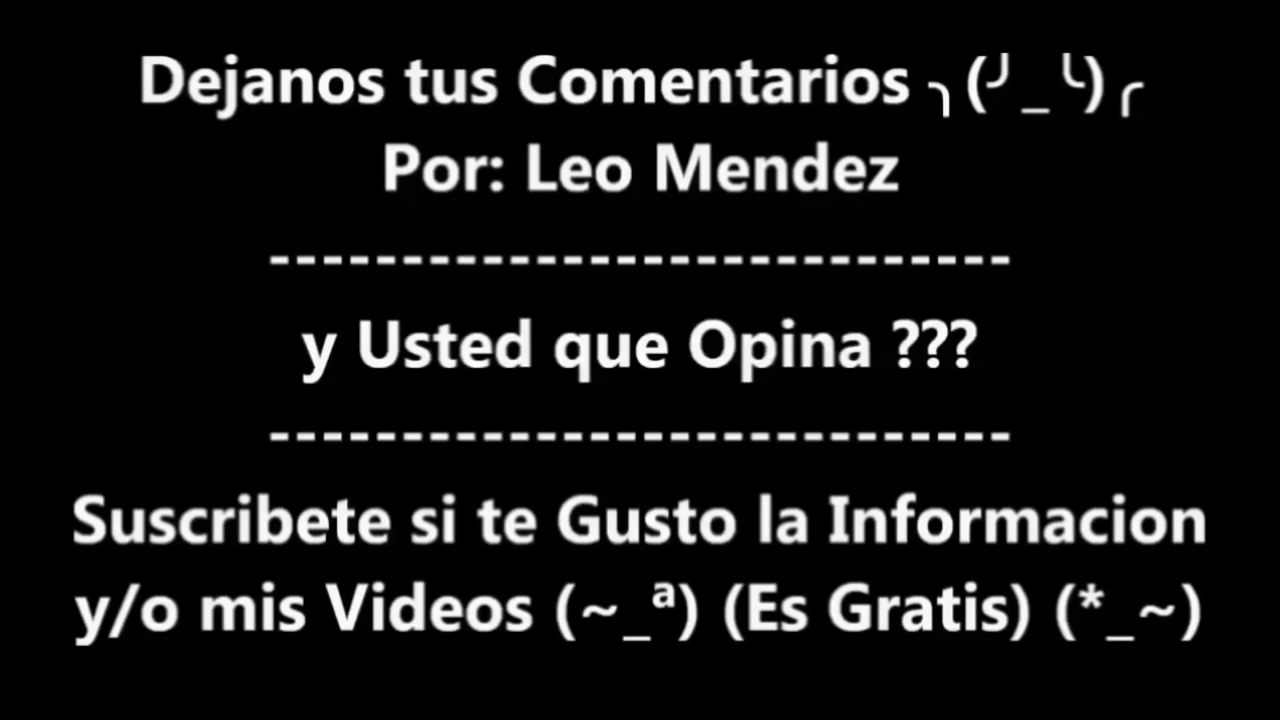 Dejanos tus Comentarios ╮(╯_╰)╭
Por: Leo Mendez
----------------------------
y Usted que Opina ???
----------------------------
Suscribete si te Gusto la Informacion
y/o mis Videos (~_ª) (Es Gratis) (*_~)